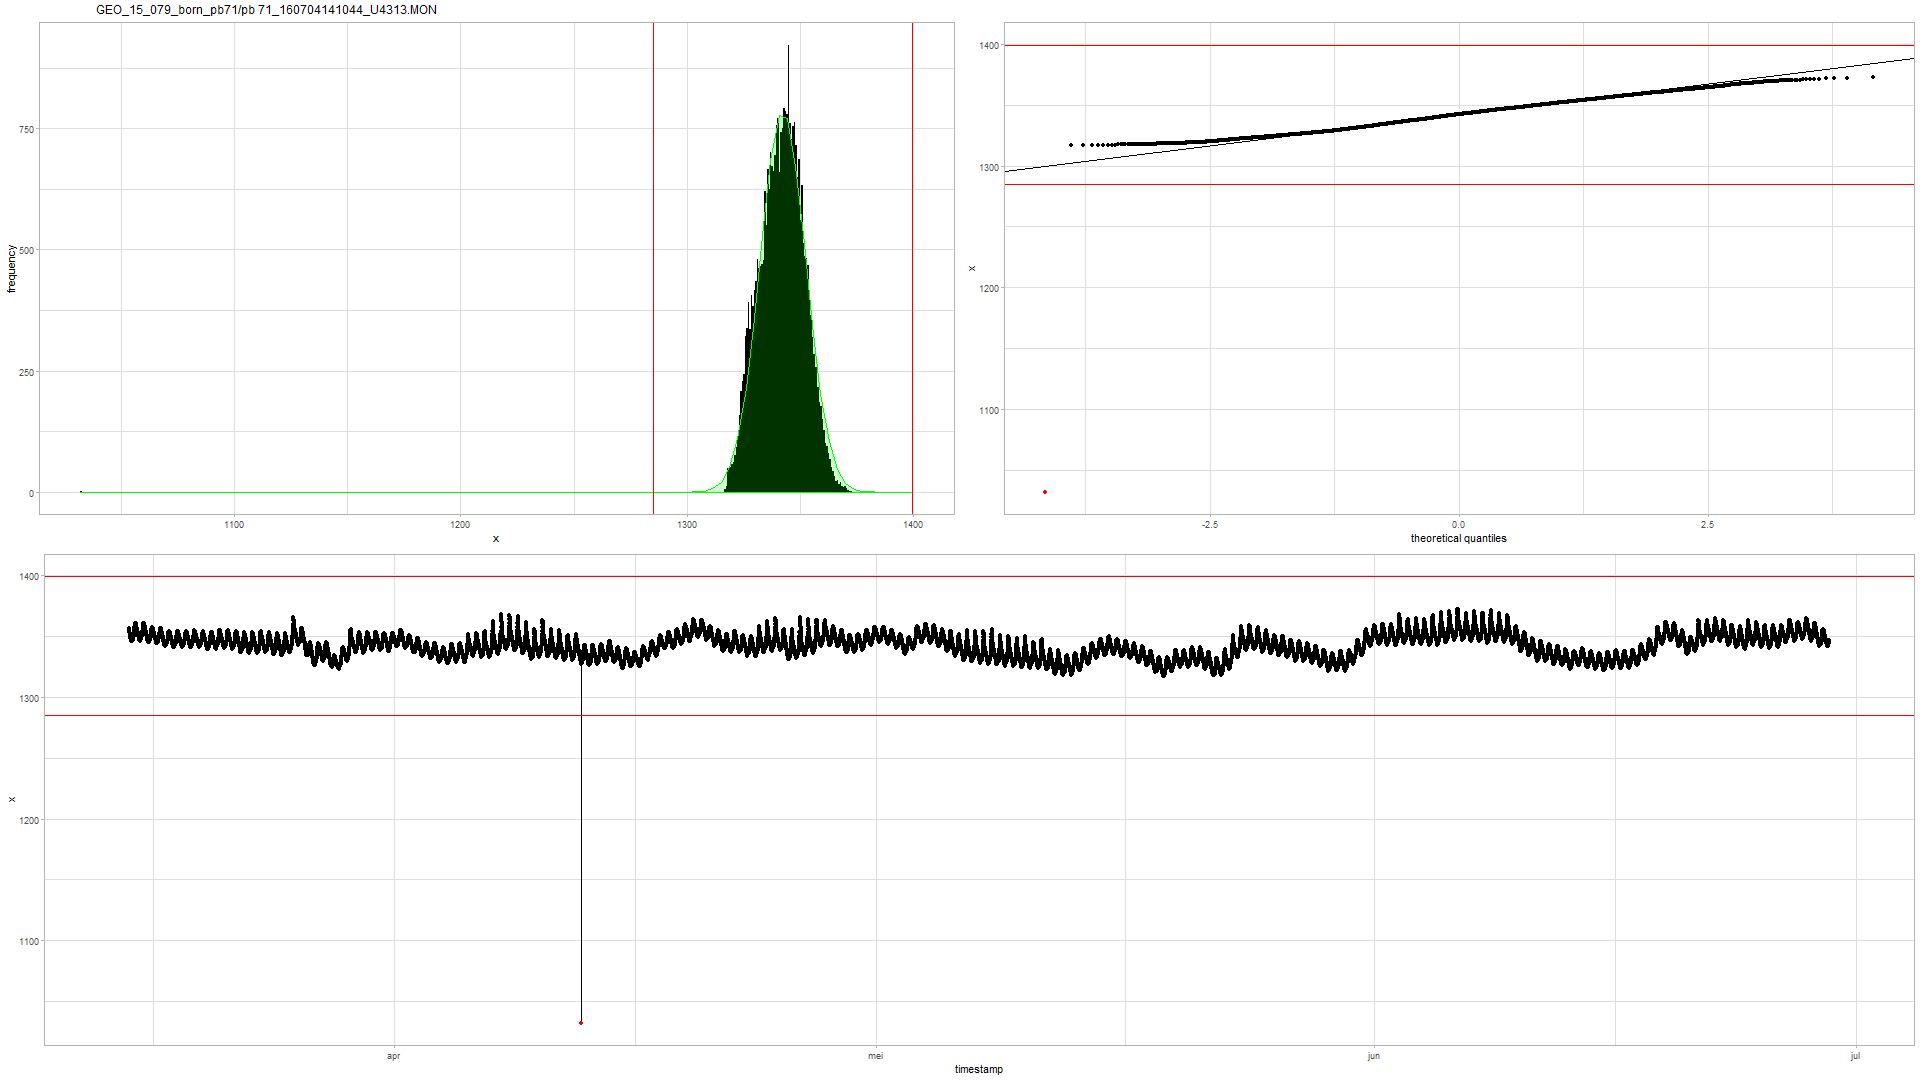 GEO_15_079_born_pb71/pb 71_160704141044_U4313.MON
frequency
750
500
250
0
1100
1200
1300
1400
x
x
1400
1300
1200
1100
-2.5
0.0
2.5
theoretical quantiles
x
1400
1300
1200
1100
apr
mei
jun
jul
timestamp